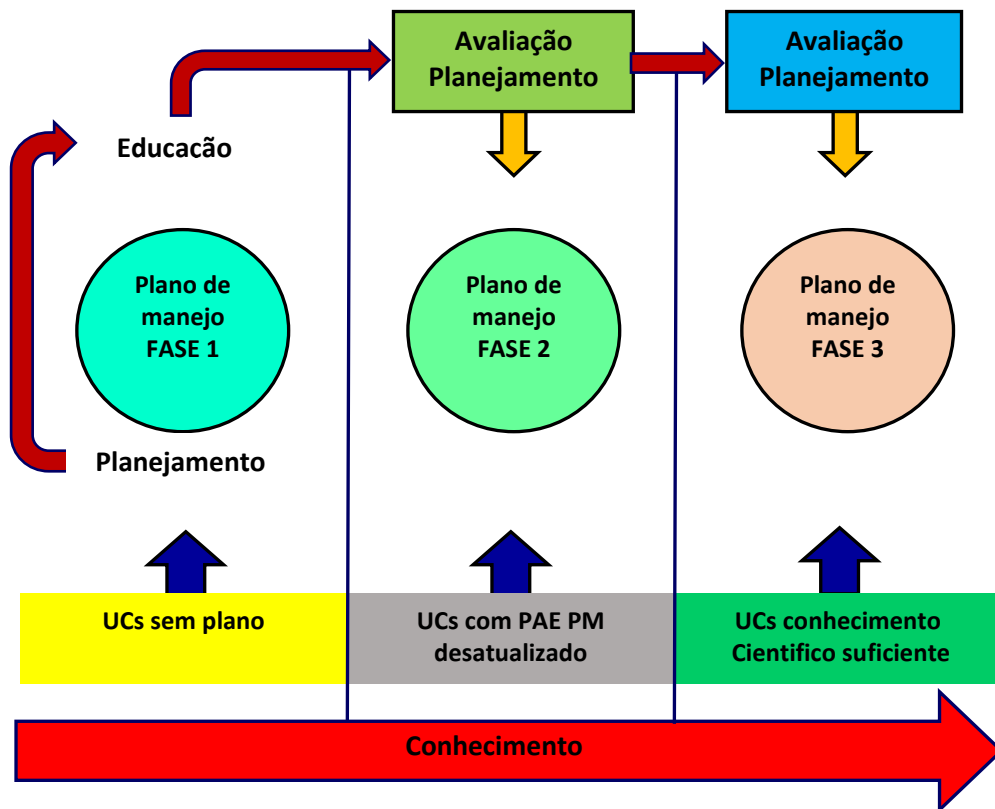 Avaliação
Planejamento
Avaliação
Planejamento
Educacão
Plano de
manejo
FASE 1
Plano de
manejo
FASE 2
Plano de
manejo
FASE 3
Planejamento
UCs sem plano
UCs com PAE PM
desatualizado
UCs conhecimento
Cientifico suficiente
Conhecimento